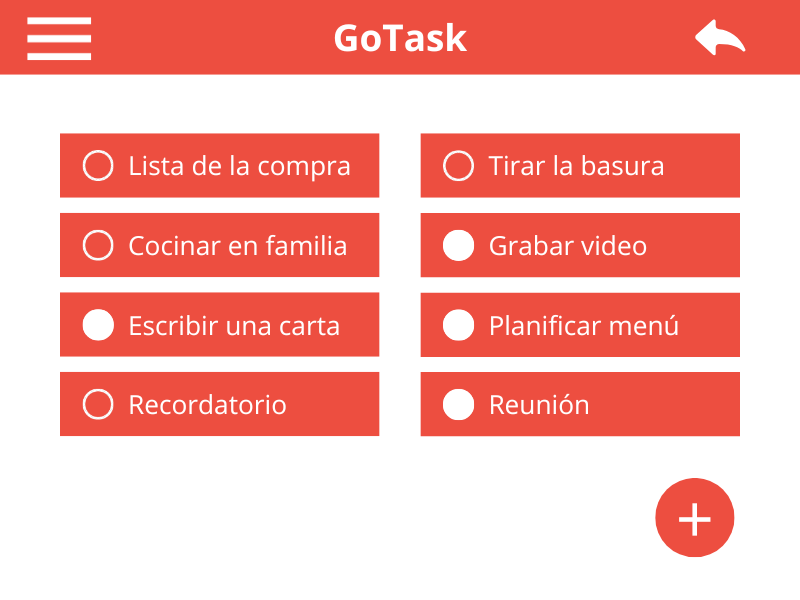 GoTask
Lista de la compra
Cocinar en familia
Escribir una carta
Recordatorio
Tirar la basura
Grabar video
Planificar menú
Reunión
+